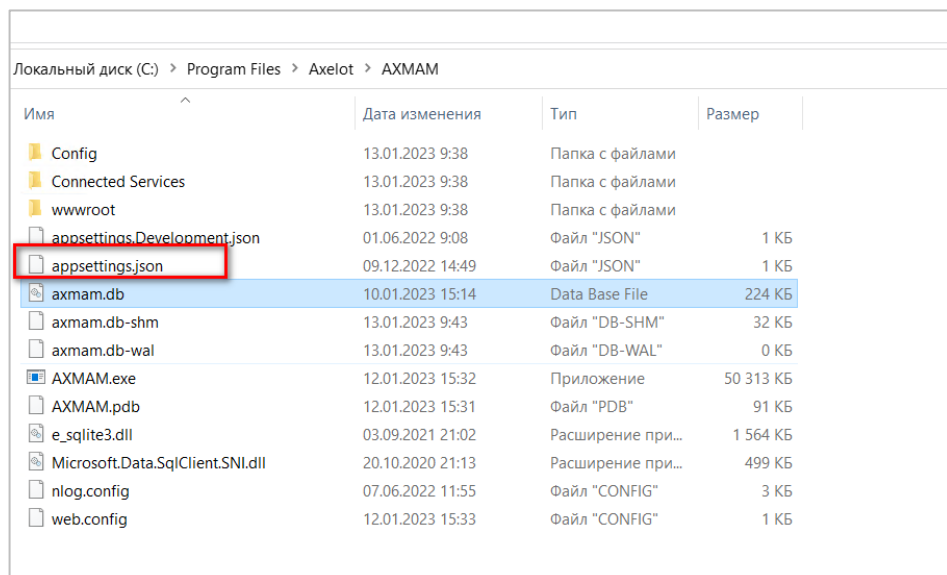 Локальный диск (C:) > Program Files > Axelot > AXMAM
Имя Дата изменения Тип Размер
Config 13.01.2023 9:38 Папка с файлами
Connected Services 13.01.2023 9:38 Папка с файлами
wwwroot 13.01.2023 9:38 Папка с файлами
appsettings.Development.json 01.06.2022 9:08 Файл "JSON" 1 КБ
appsettings.json 09.12.2022 14:49 Файл "JSON" 1 КБ
axmam.db 10.01.2023 15:14 Data Base File 224 КБ
axmam.db-shm 13.01.2023 9:43 Файл "DB-SHM" 32 КБ
axmam.db-wal 13.01.2023 9:43 Файл "DB-WAL" 0 КБ
AXMAM.exe 12.01.2023 15:32 Приложение 50 313 КБ
AXMAM.pdb 12.01.2023 15:31 Файл "PDB" 91 КБ
e_sqlite3.dll 03.09.2021 21:02 Расширение при... 1 564 КБ
Microsoft.Data.SqlClient.SNI.dll 20.10.2020 21:13 Расширение при... 499 КБ
nlog.config 07.06.2022 11:55 Файл "CONFIG" 3 КБ
web.config 12.01.2023 15:33 Файл "CONFIG" 1 КБ